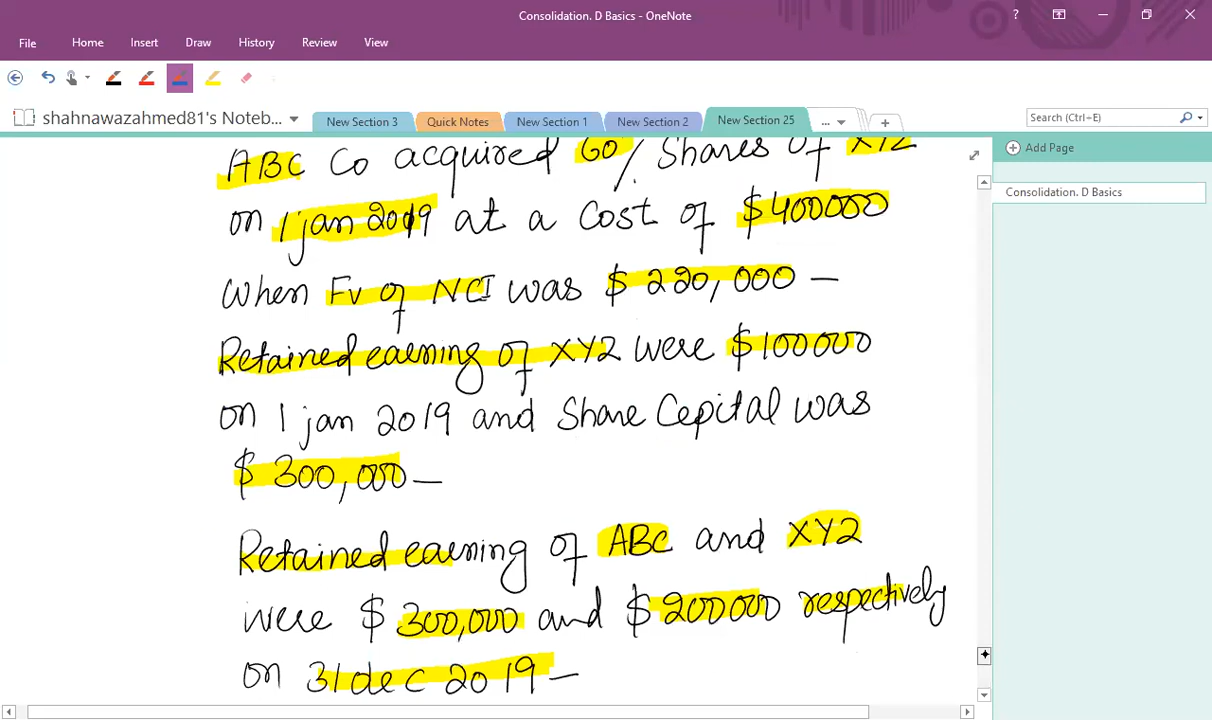 Consolidation. D Basics - OneNote
?
File Home Insert Draw History Review View
shahnawazahmed81's Noteb...
New Section 3 Quick Notes New Section 1 New Section 2 New Section 25 ... +
Search (Ctrl+E)
Add Page
Consolidation. D Basics
ABC Co acquired 60% Shares of XYZ
on 1 jan 2019 at a cost of $400000
When Fv of NCI was $220,000 –
Retained earning of XYZ were $100000
on 1 jan 2019 and Share Cepital was
$300,000 –
Retained earning of ABC and XYZ
were $300,000 and $200000 respectively
on 31 dec 2019 –